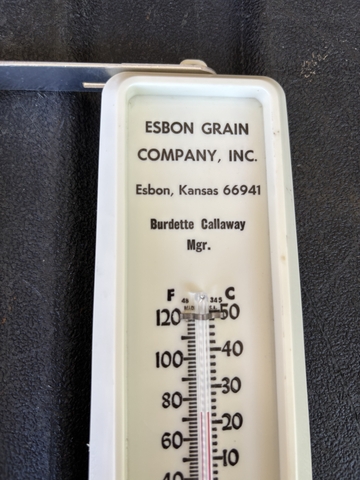 ESBON GRAIN
COMPANY, INC.
Esbon, Kansas 66941
Burdette Callaway
Mgr.
F C
120 50
100 40
80 30
60 20
10